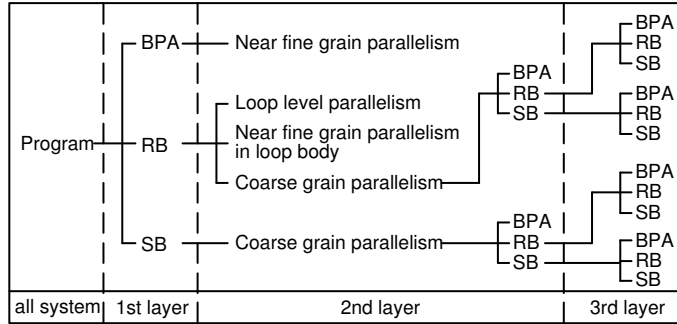 BPA
RB
SB
BPA
Near fine grain parallelism
BPA
RB
SB
Loop level parallelism
BPA
RB
SB
Program
RB
Near fine grain parallelism
in loop body
Coarse grain parallelism
BPA
RB
SB
BPA
RB
SB
SB
Coarse grain parallelism
BPA
RB
SB
all system
1st layer
2nd layer
3rd layer